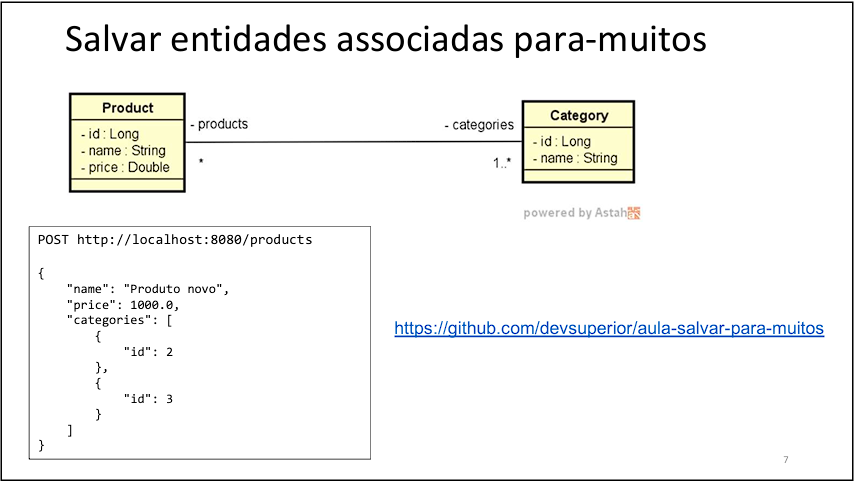 Salvar entidades associadas para-muitos
Product
- id : Long
- name : String
- price : Double
- products
*
- categories
1..*
Category
- id : Long
- name : String
powered by Astah
POST http://localhost:8080/products
{
    "name": "Produto novo",
    "price": 1000.0,
    "categories": [
        {
            "id": 2
        },
        {
            "id": 3
        }
    ]
}
https://github.com/devsuperior/aula-salvar-para-muitos
7